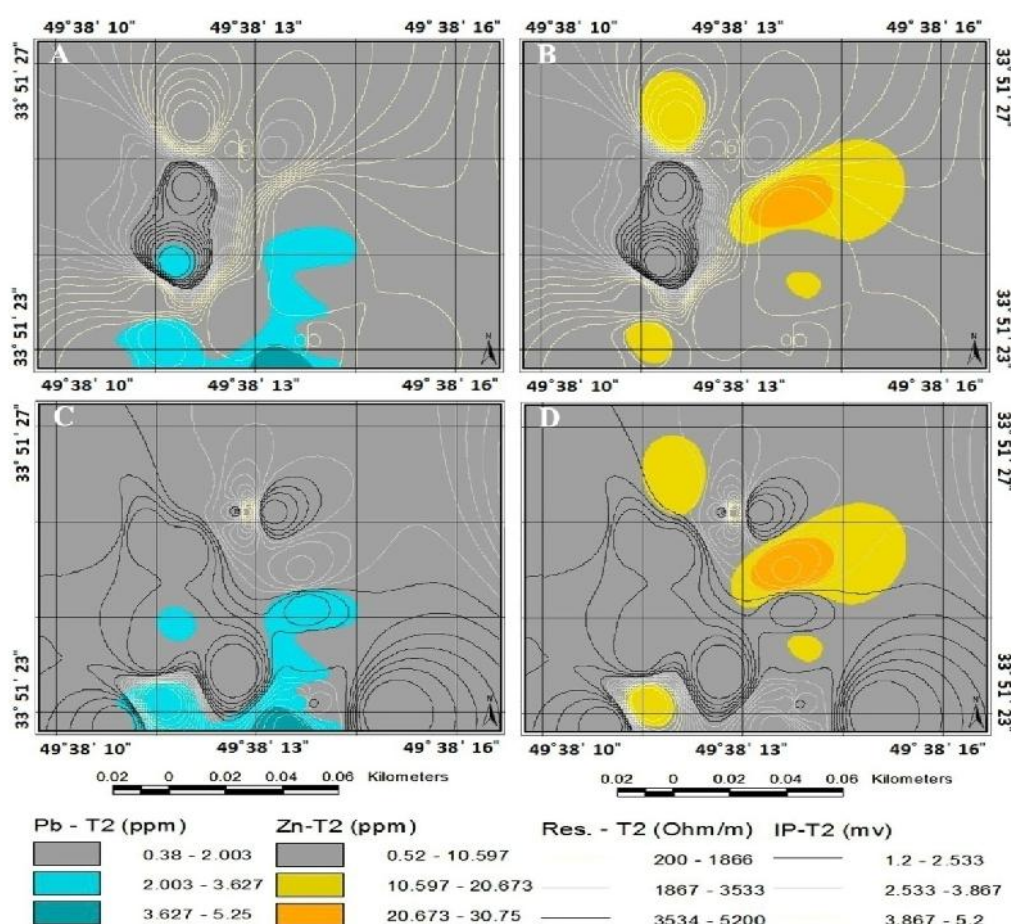 49°38' 10" 49°38' 13" 49°38' 16" 49°38' 10" 49°38' 13" 49°38' 16"
A B
33° 51' 27" 33° 51' 27"
33° 51' 23" 33° 51' 23"
N N
49°38' 10" 49°38' 13" 49°38' 16" 49°38' 10" 49°38' 13" 49°38' 16"
C D
33° 51' 27" 33° 51' 27"
33° 51' 23" 33° 51' 23"
N N
49°38' 10" 49°38' 13" 49°38' 16" 49°38' 10" 49°38' 13" 49°38' 16"
0.02 0 0.02 0.04 0.06 Kilometers 0.02 0 0.02 0.04 0.06 Kilometers
Pb - T2 (ppm) Zn-T2 (ppm) Res. - T2 (Ohm/m) IP-T2 (mv)
0.38 - 2.003 0.52 - 10.597 200 - 1866 1.2 - 2.533
2.003 - 3.627 10.597 - 20.673 1867 - 3533 2.533 - 3.867
3.627 - 5.25 20.673 - 30.75 3534 - 5200 3.867 - 5.2